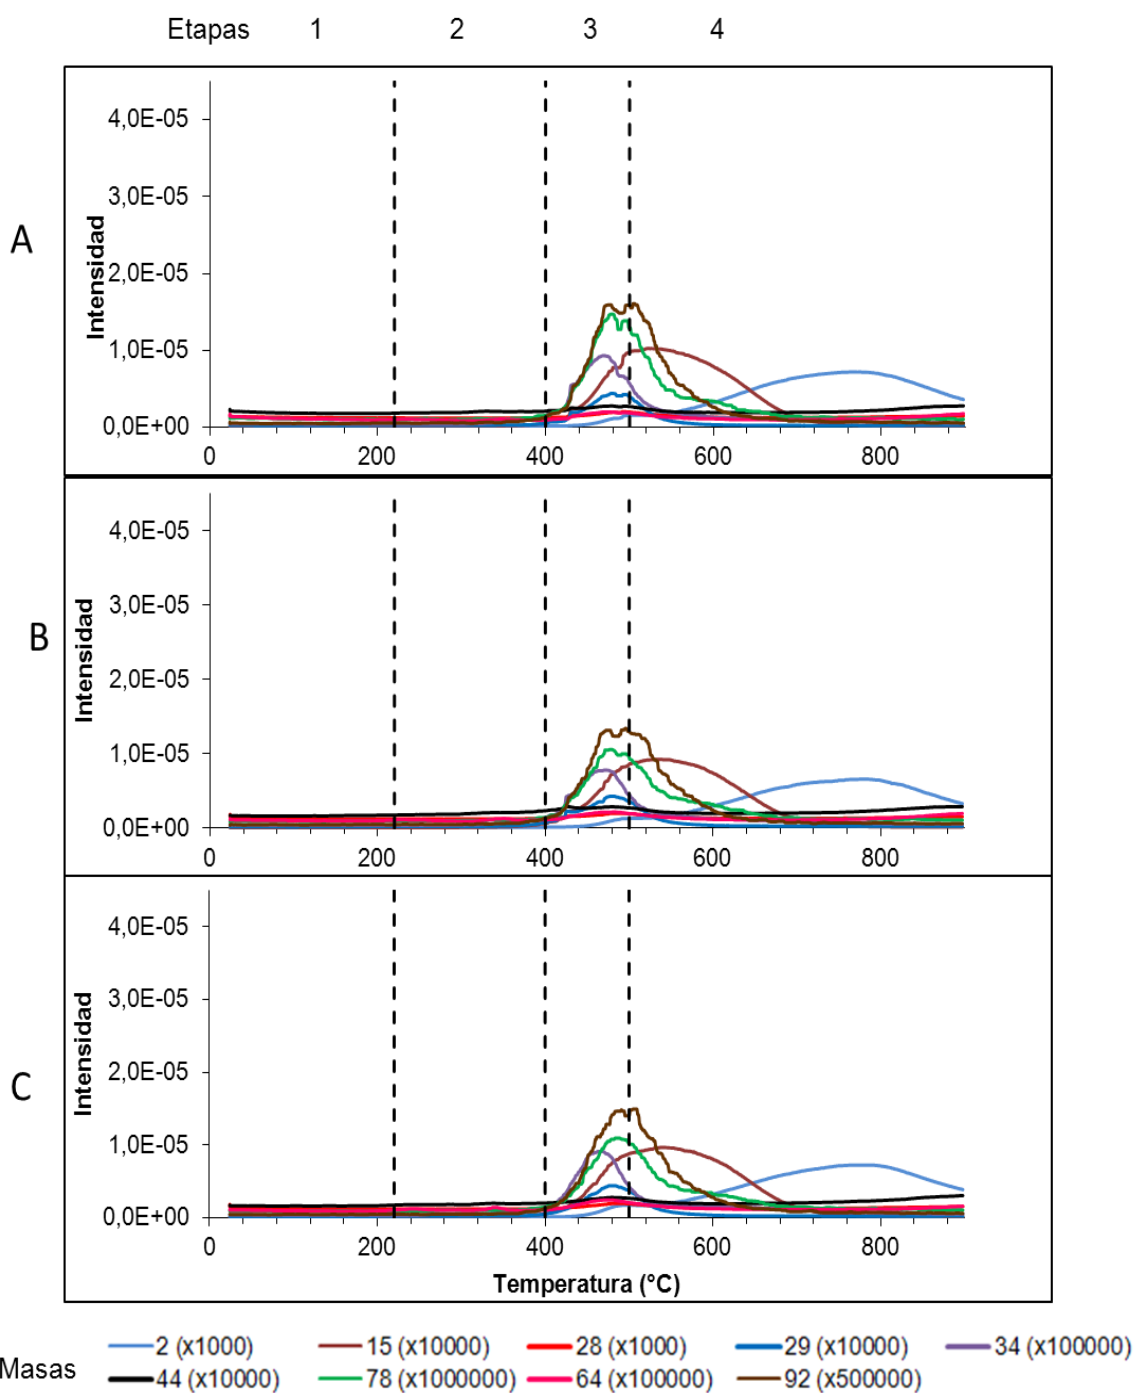 Etapas 1 2 3 4
A
Intensidad
4,0E-05
3,0E-05
2,0E-05
1,0E-05
0,0E+00
0 200 400 600 800
B
Intensidad
4,0E-05
3,0E-05
2,0E-05
1,0E-05
0,0E+00
0 200 400 600 800
C
Intensidad
4,0E-05
3,0E-05
2,0E-05
1,0E-05
0,0E+00
0 200 400 600 800
Temperatura (°C)
Masas
2 (x1000) 15 (x10000) 28 (x1000) 29 (x10000) 34 (x100000)
44 (x10000) 78 (x1000000) 64 (x100000) 92 (x500000)